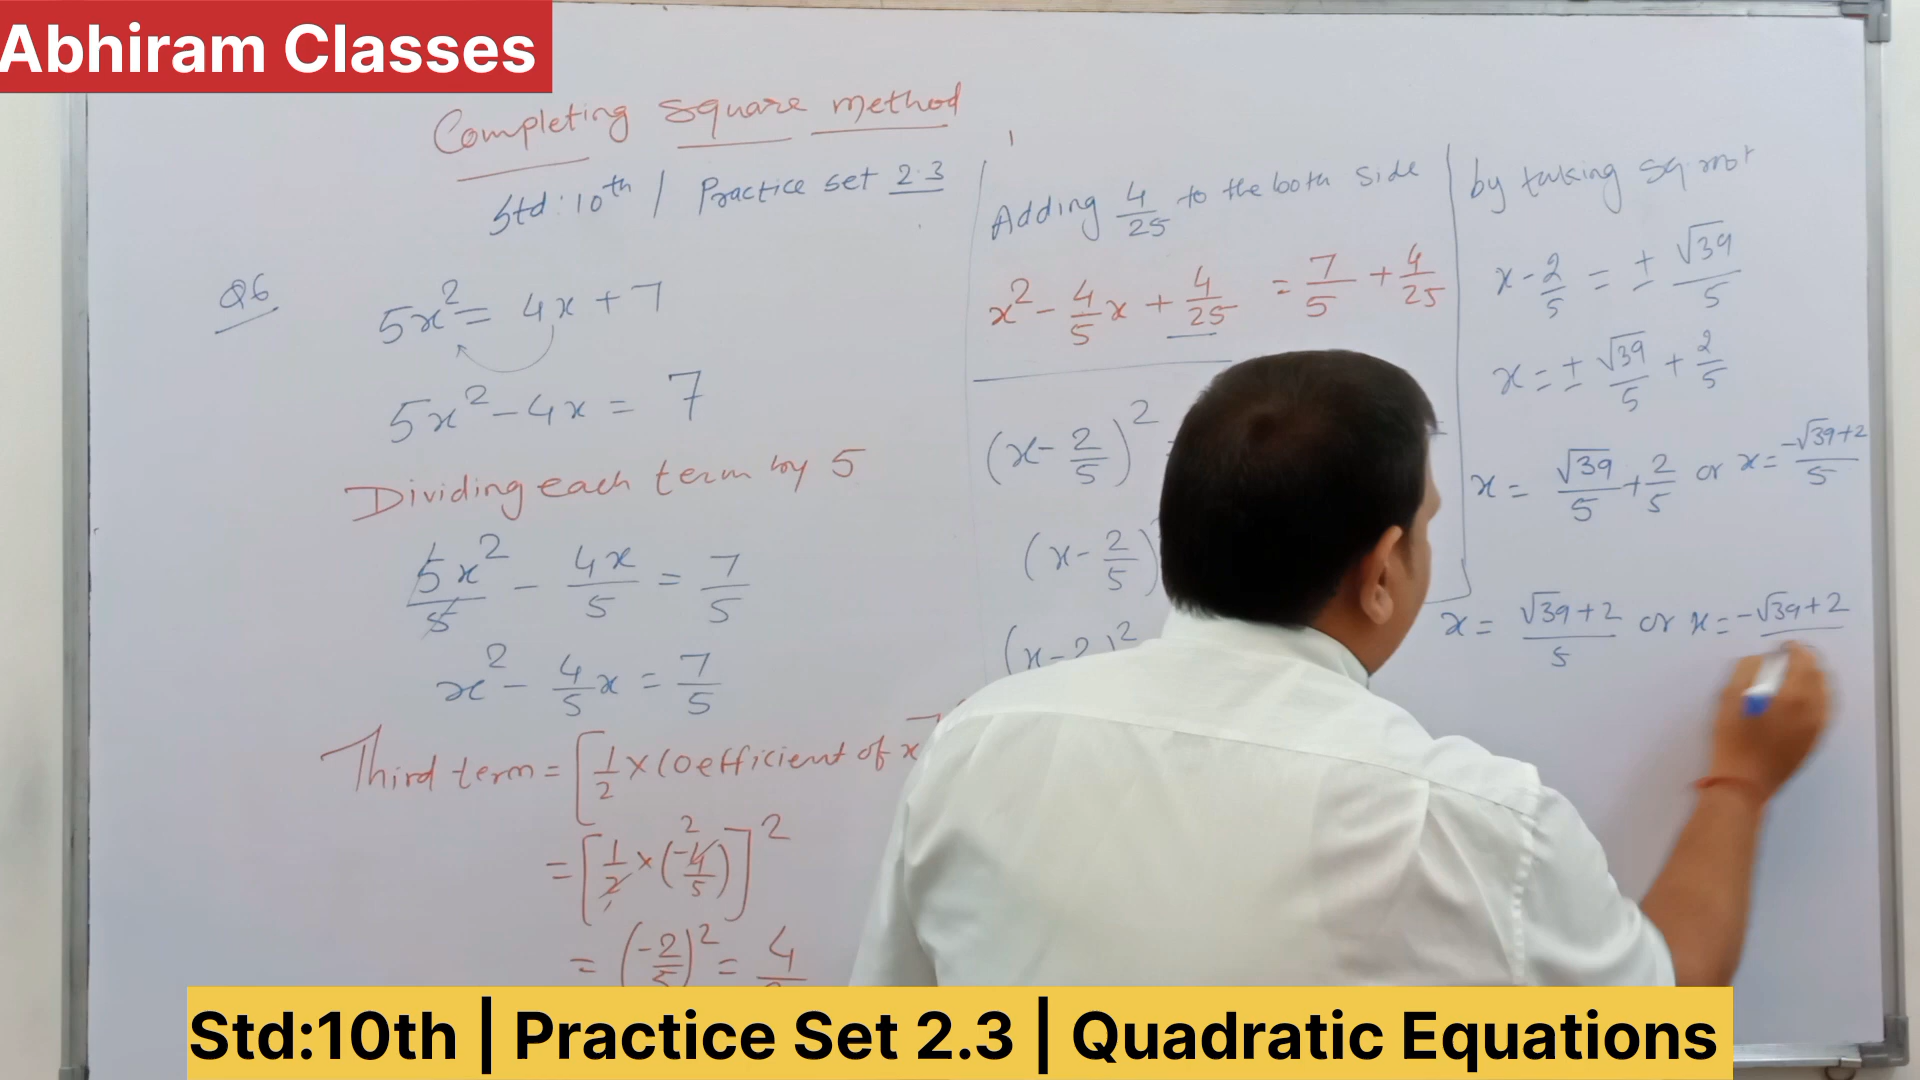 Abhiram Classes
Completing square method
Std: 10th / Practice set 2.3
Q6
5x² = 4x + 7
5x² - 4x = 7
Dividing each term by 5
5x²/5 - 4x/5 = 7/5
x² - 4/5 x = 7/5
Third term = [1/2 × Coefficient of x
= [1/2 × (-4/5)]²
2
= (-2/5)² = 4
Adding 4/25 to the both side
x² - 4/5 x + 4/25 = 7/5 + 4/25
(x - 2/5)²
(x - 2/5)
(x - 2 )²
by taking sq. root
x - 2/5 = ± √39/5
x = ± √39/5 + 2/5
x = √39/5 + 2/5 or x = -√39+2/5
x = √39+2/5 or x = -√39+2
Std:10th | Practice Set 2.3 | Quadratic Equations